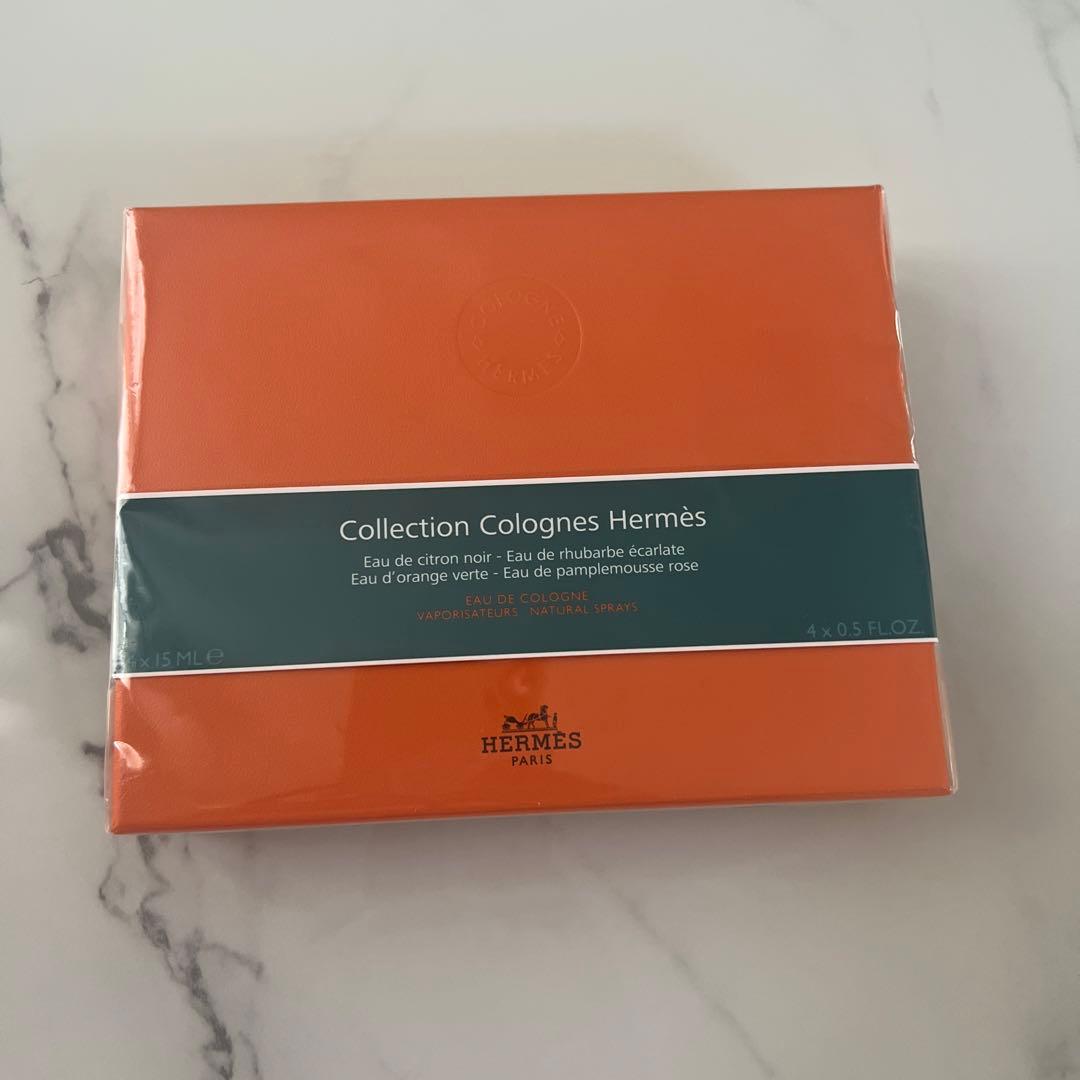 COLOGNE
HERMÈS
Collection Colognes Hermès
Eau de citron noir - Eau de rhubarbe écarlate
Eau d'orange verte - Eau de pamplemousse rose
EAU DE COLOGNE
VAPORISATEURS NATURAL SPRAYS
4 x 15 ML ℮
4 x 0.5 FL.OZ.
HERMÈS
PARIS